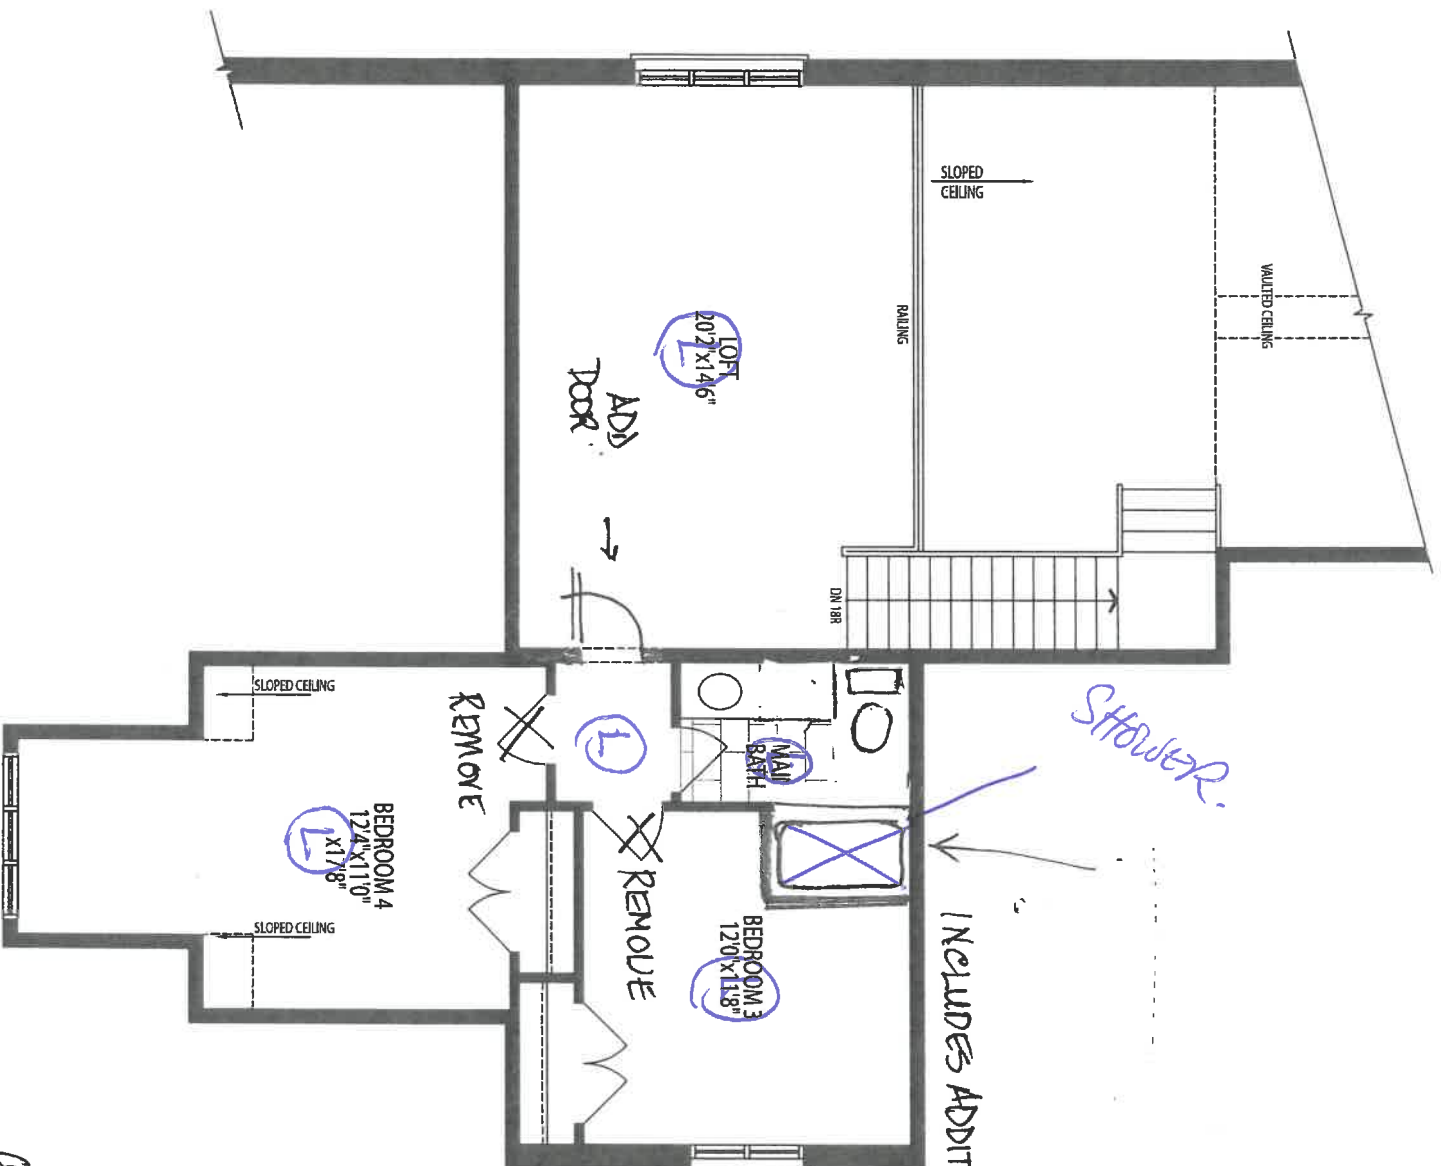 SLOPED
CEILING
VAULTED CEILING
RAILING
LOFT
20'2"x14'6"
L
ADD
DOOR
DN 18R
SLOPED CEILING
REMOVE
L
MAIN
BATH
SHOWER.
BEDROOM 4
12'4"x11'0"
x17'8"
L
REMOVE
BEDROOM 3
12'0"x11'8"
L
SLOPED CEILING
INCLUDES ADDIT